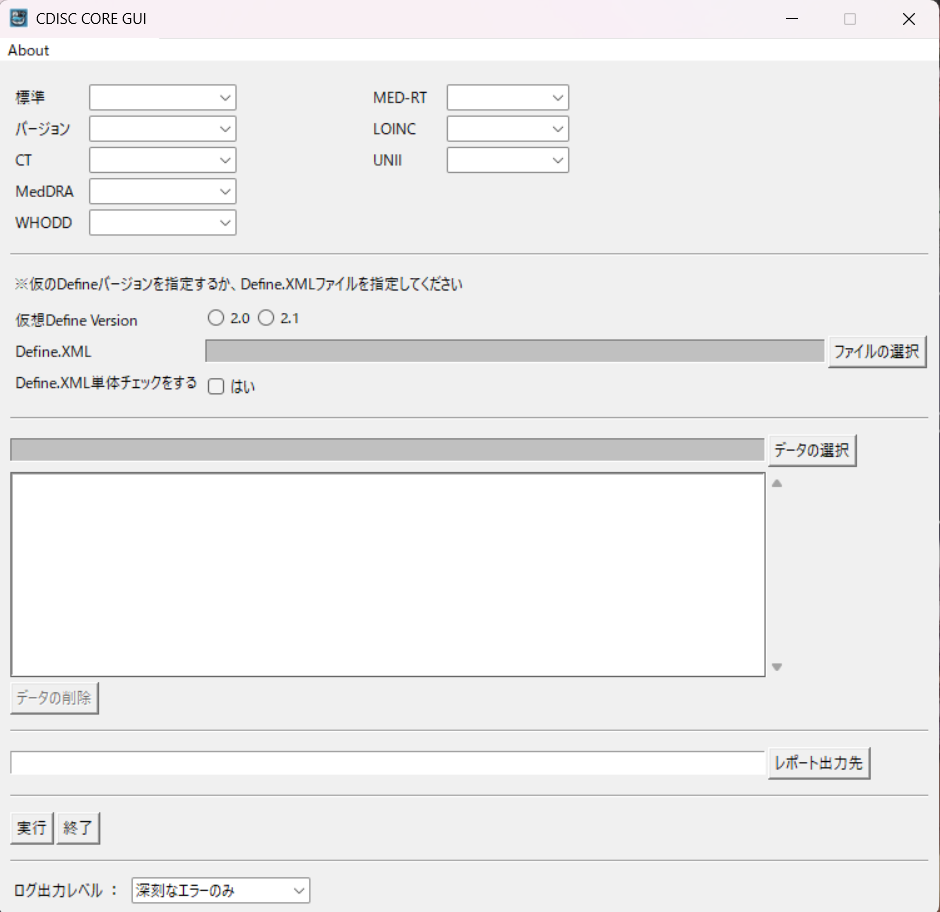 CDISC CORE GUI
About
標準
MED-RT
バージョン
LOINC
CT
UNII
MedDRA
WHODD
※仮のDefineバージョンを指定するか、Define.XMLファイルを指定してください
仮想Define Version 2.0 2.1
Define.XML ファイルの選択
Define.XML単体チェックをする はい
データの選択
データの削除
レポート出力先
実行 終了
ログ出力レベル : 深刻なエラーのみ